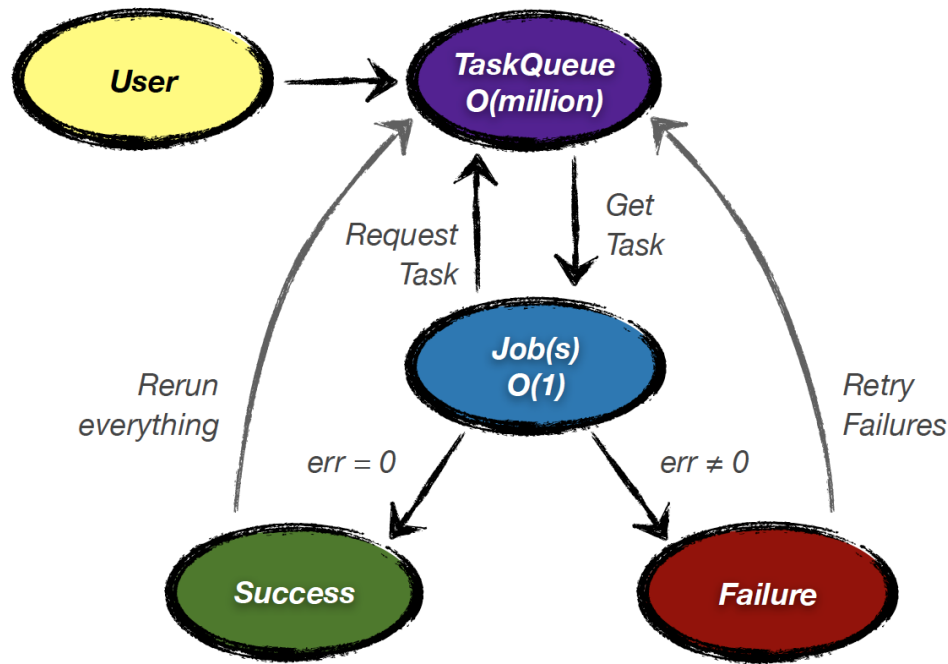 User
TaskQueue
O(million)
Request
Task
Get
Task
Job(s)
O(1)
Rerun
everything
Retry
Failures
err = 0
err ≠ 0
Success
Failure